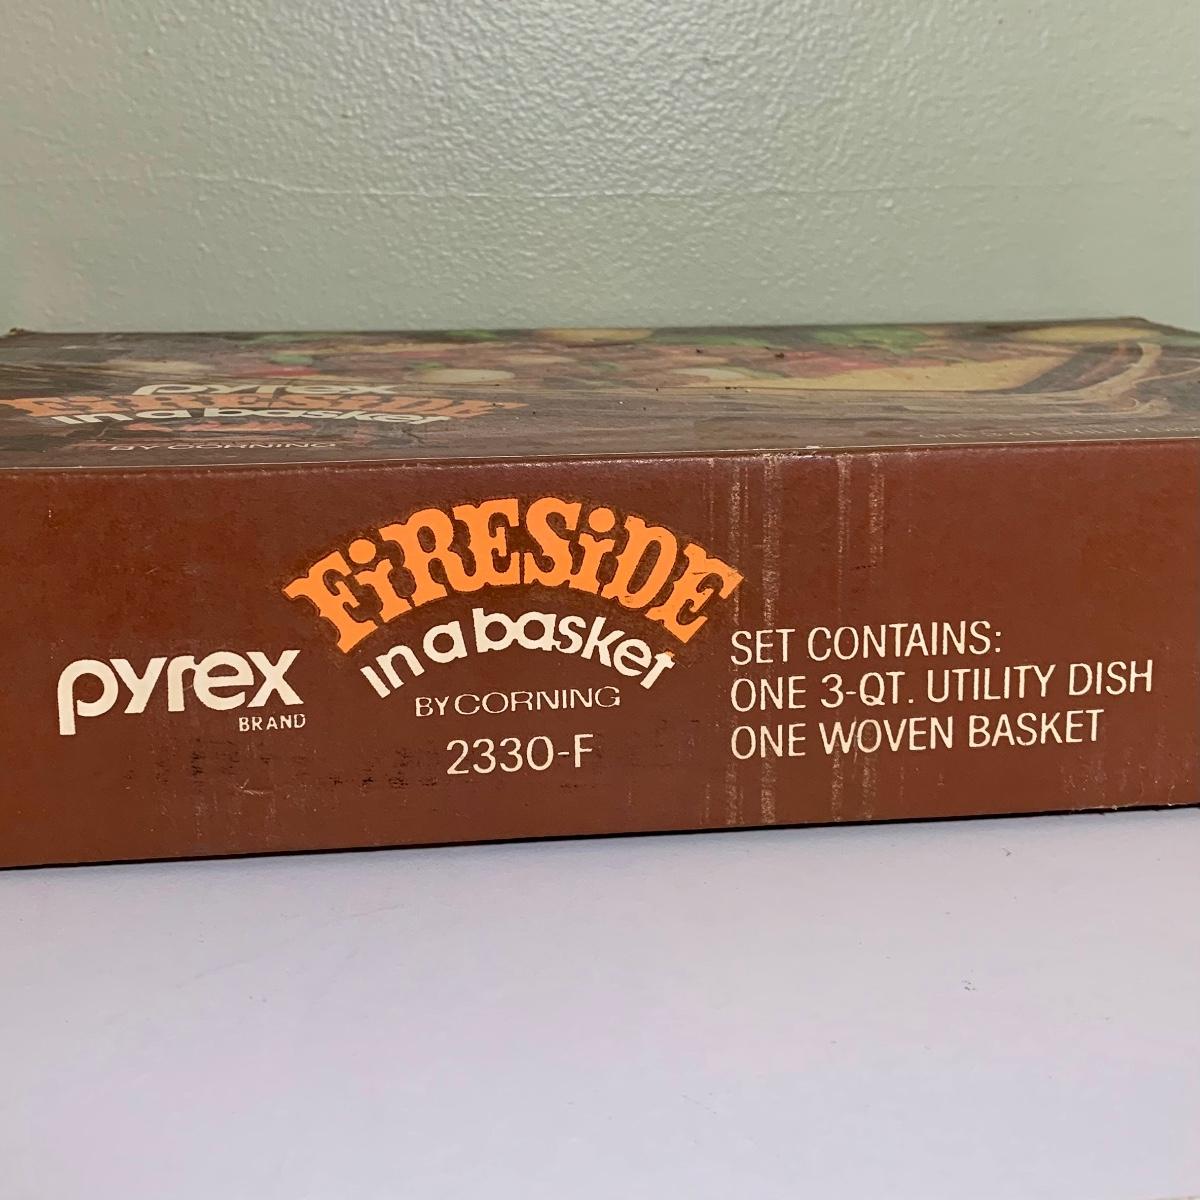 pyrex
FiRESiDE
in a basket
BY CORNING
pyrex
BRAND
FiRESiDE
in a basket
BY CORNING
2330-F
SET CONTAINS:
ONE 3-QT. UTILITY DISH
ONE WOVEN BASKET